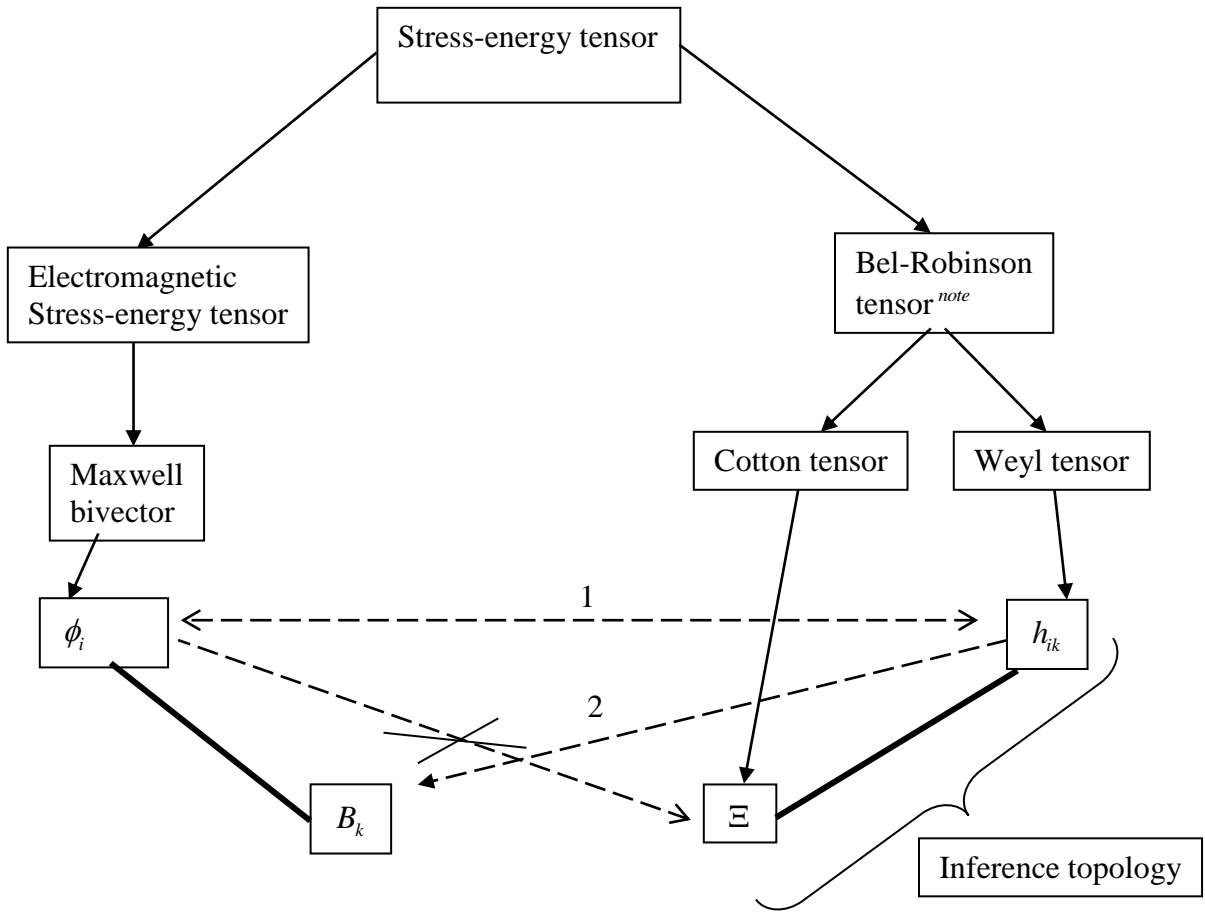 Stress-energy tensor
Electromagnetic
Stress-energy tensor
Bel-Robinson
tensor note
Maxwell
bivector
Cotton tensor
Weyl tensor
1
ϕi
hik
2
Bk
Ξ
Inference topology